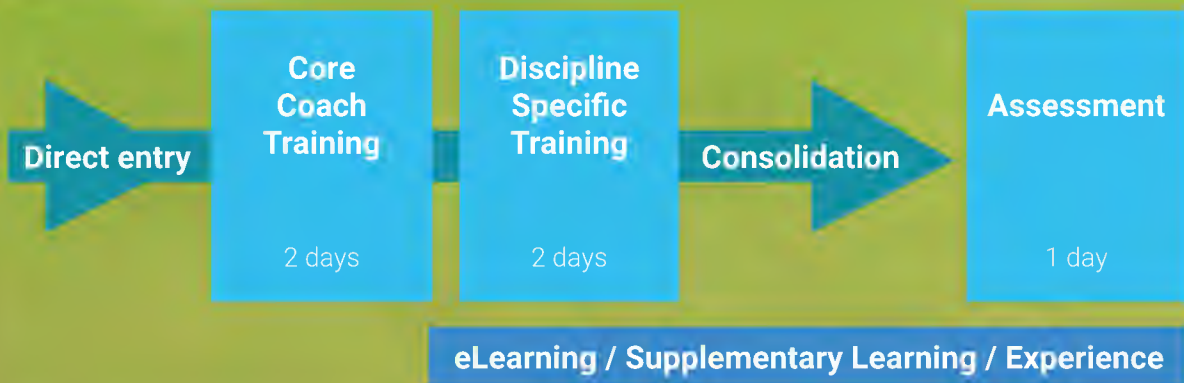 Direct entry
Core
Coach
Training
2 days
Discipline
Specific
Training
2 days
Consolidation
Assessment
1 day
eLearning / Supplementary Learning / Experience